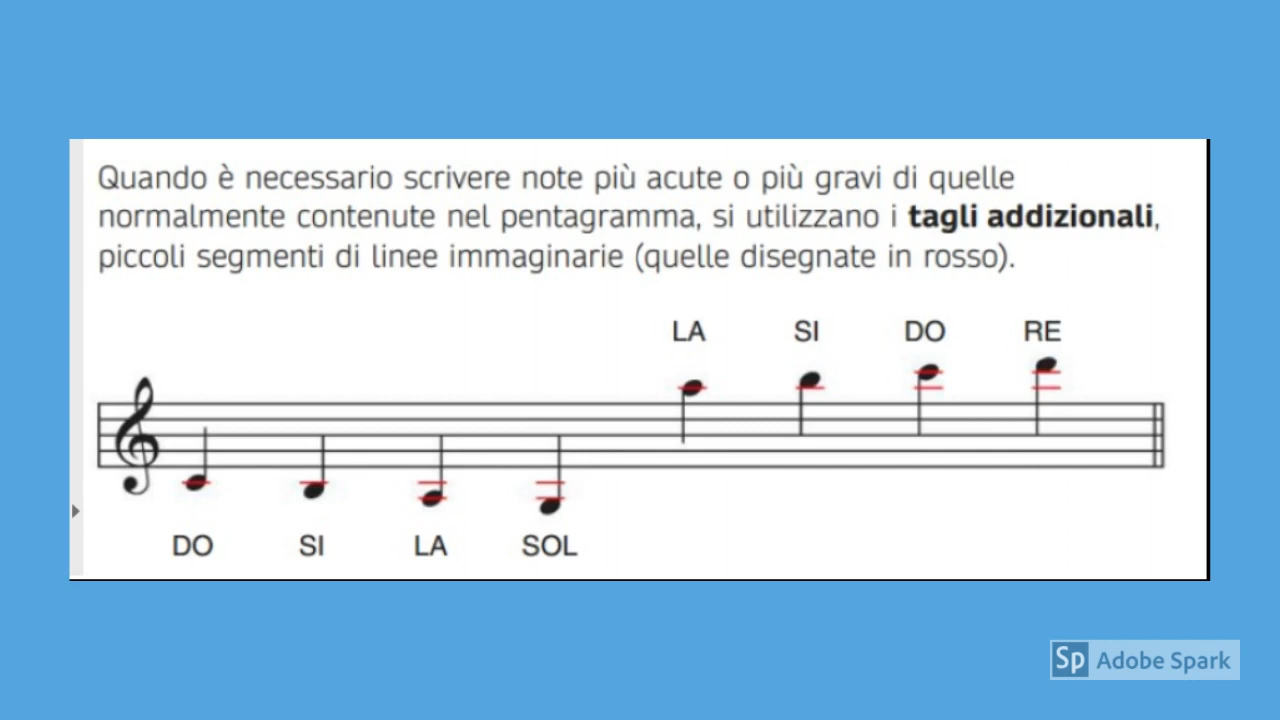 Quando è necessario scrivere note più acute o più gravi di quelle
normalmente contenute nel pentagramma, si utilizzano i tagli addizionali,
piccoli segmenti di linee immaginarie (quelle disegnate in rosso).
LA SI DO RE
DO SI LA SOL
Sp Adobe Spark